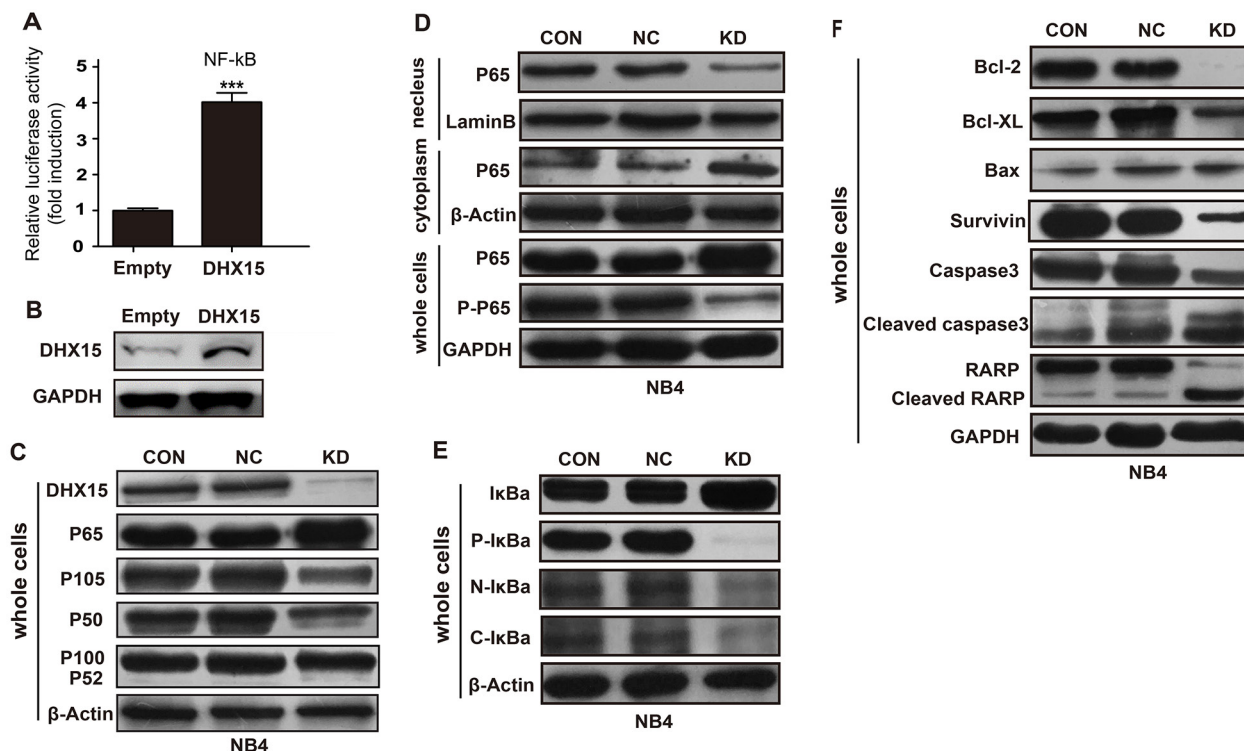 A
NF-kB
***
Relative luciferase activity
(fold induction)
5
4
3
2
1
0
Empty DHX15
B
Empty DHX15
DHX15
GAPDH
C
CON NC KD
whole cells
DHX15
P65
P105
P50
P100
P52
β-Actin
NB4
D
CON NC KD
necleus
P65
LaminB
cytoplasm
P65
β-Actin
whole cells
P65
P-P65
GAPDH
NB4
E
CON NC KD
whole cells
IκBa
P-IκBa
N-IκBa
C-IκBa
β-Actin
NB4
F
CON NC KD
whole cells
Bcl-2
Bcl-XL
Bax
Survivin
Caspase3
Cleaved caspase3
RARP
Cleaved RARP
GAPDH
NB4